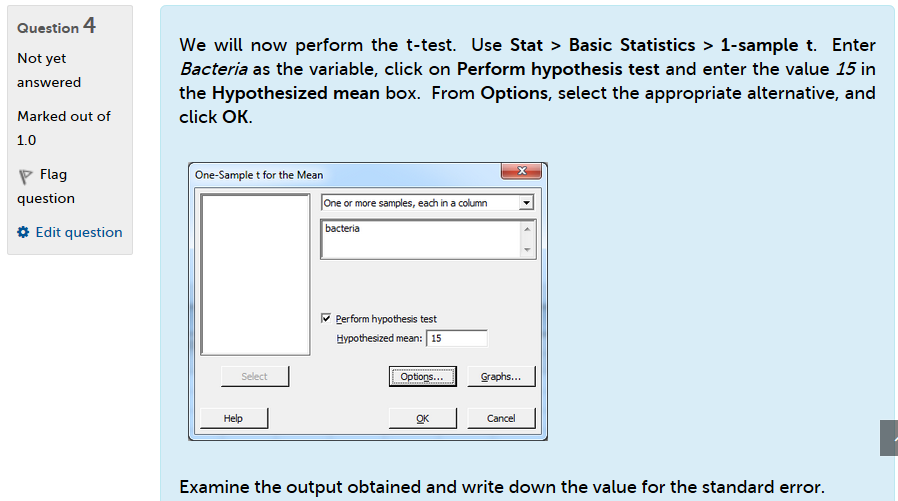 Question 4
Not yet
answered
Marked out of
1.0
Flag
question
Edit question
We will now perform the t-test. Use Stat > Basic Statistics > 1-sample t. Enter
Bacteria as the variable, click on Perform hypothesis test and enter the value 15 in
the Hypothesized mean box. From Options, select the appropriate alternative, and
click OK.
One-Sample t for the Mean
One or more samples, each in a column
bacteria
Perform hypothesis test
Hypothesized mean: 15
Select
Options...
Graphs...
Help
OK
Cancel
Examine the output obtained and write down the value for the standard error.